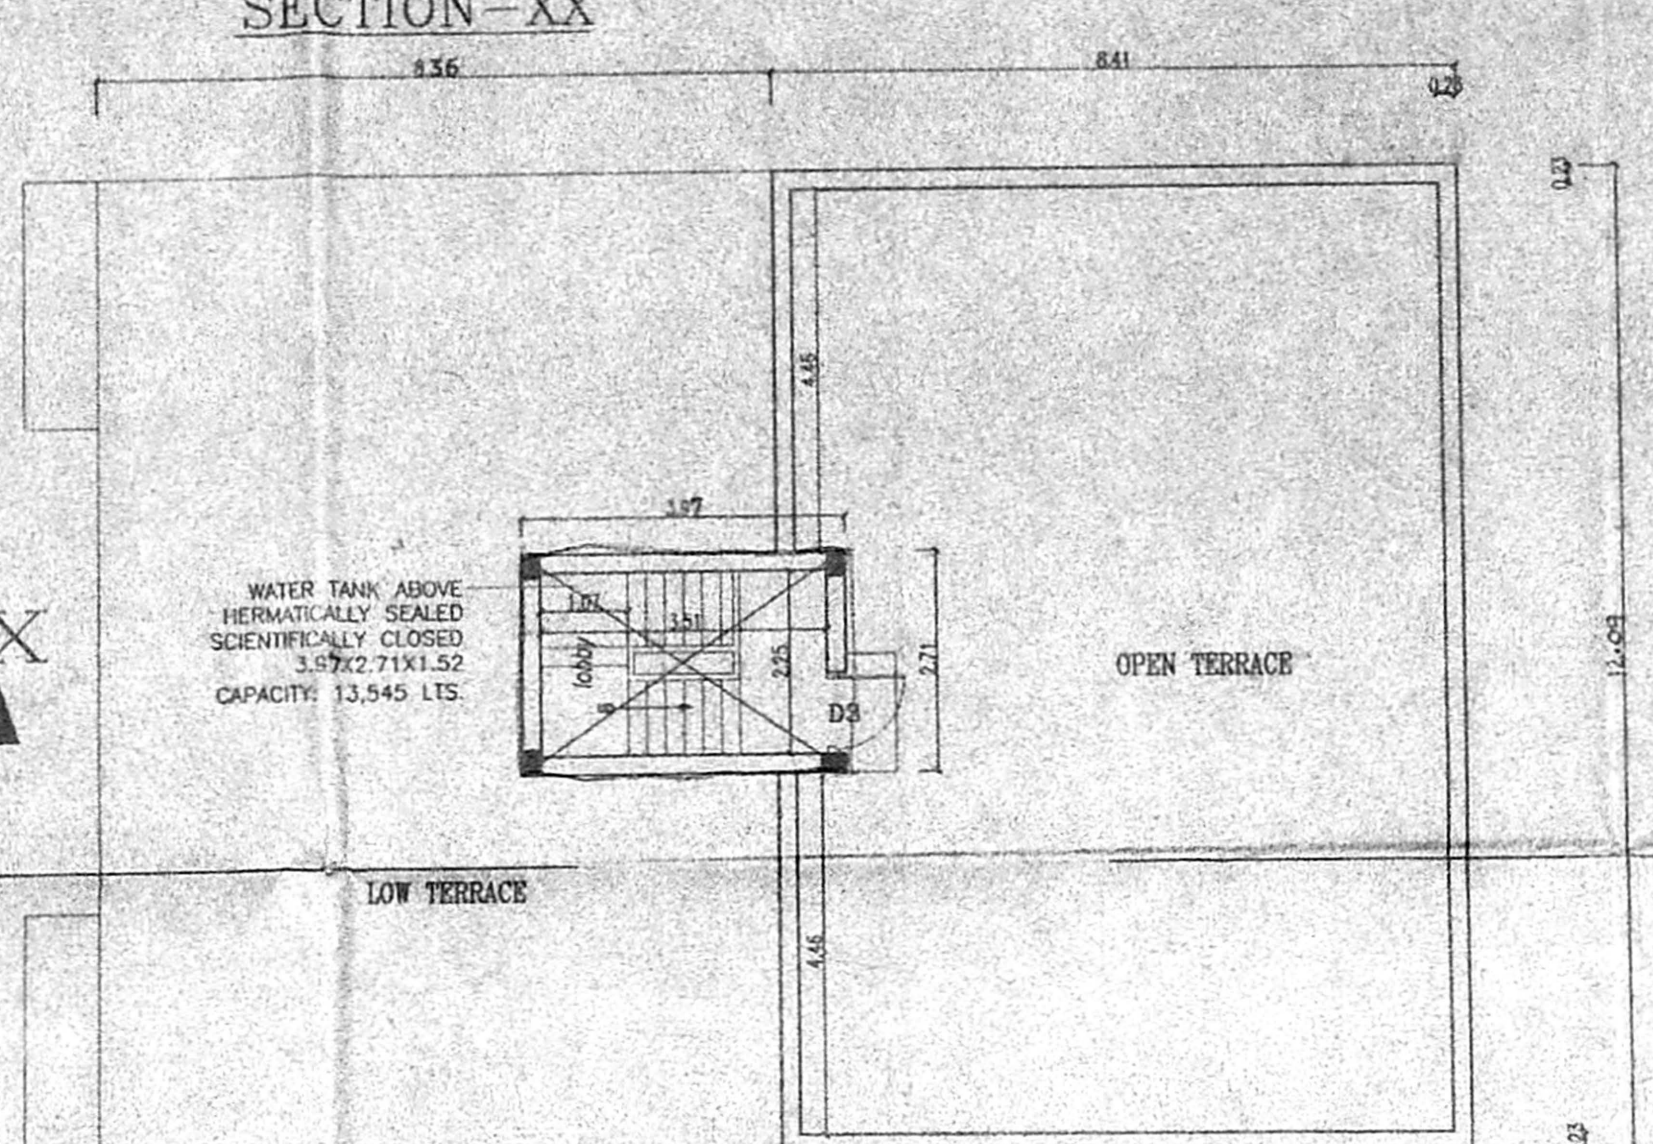 SECTION-XX
8.36
8.41
0.23
0.23
4.45
3.97
WATER TANK ABOVE
HERMATICALLY SEALED
SCIENTIFICALLY CLOSED
3.97X2.71X1.52
CAPACITY: 13,545 LTS.
1.07
3.51
lobby
2.25
2.71
D3
OPEN TERRACE
12.09
X
LOW TERRACE
4.46
23